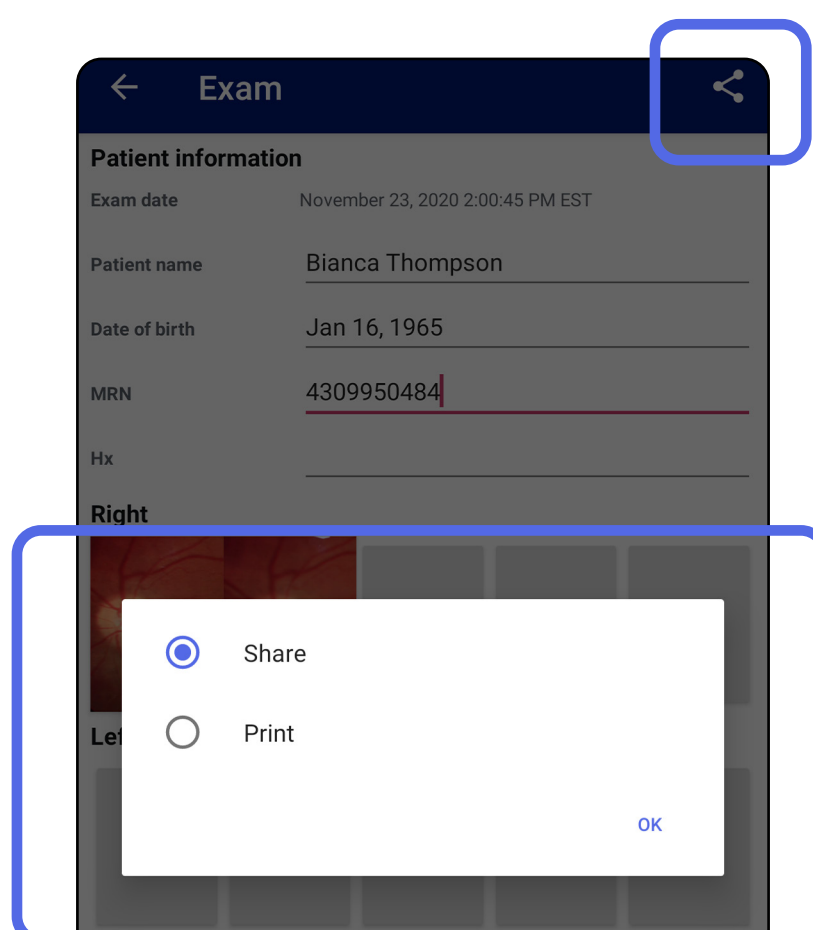 Exam
Patient information
Exam date November 23, 2020 2:00:45 PM EST
Patient name Bianca Thompson
Date of birth Jan 16, 1965
MRN 4309950484
Hx
Right
Share
Print
OK